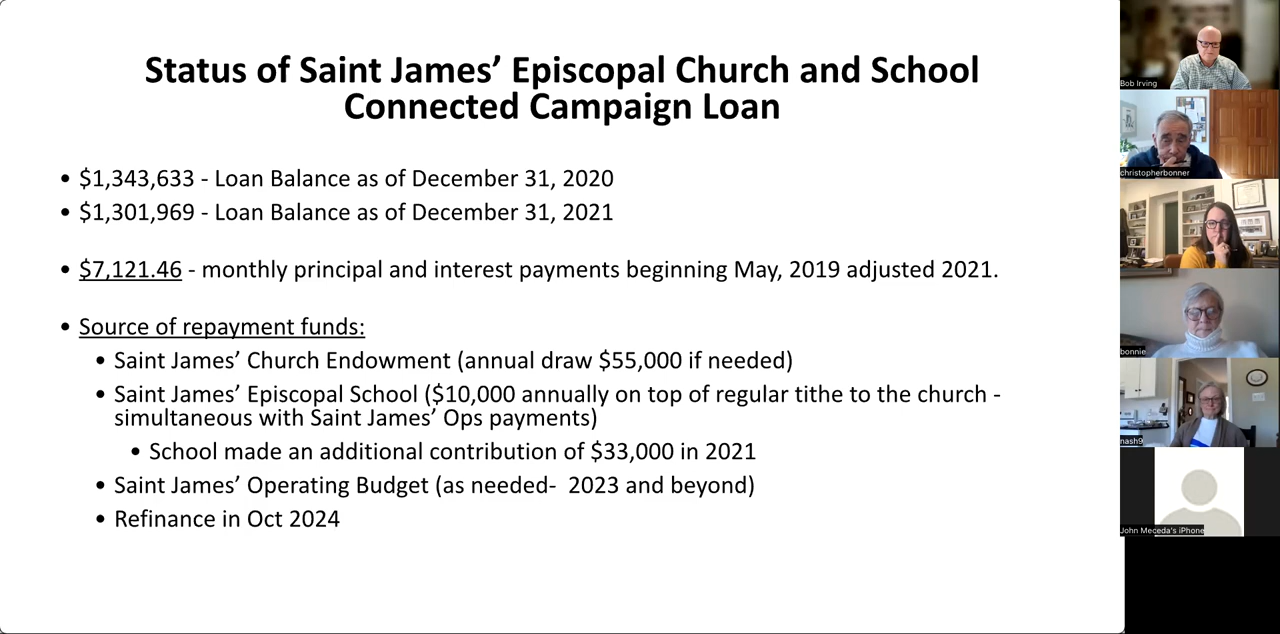 Status of Saint James’ Episcopal Church and School
Connected Campaign Loan
• $1,343,633 - Loan Balance as of December 31, 2020
• $1,301,969 - Loan Balance as of December 31, 2021
• $7,121.46 - monthly principal and interest payments beginning May, 2019 adjusted 2021.
• Source of repayment funds:
• Saint James’ Church Endowment (annual draw $55,000 if needed)
• Saint James’ Episcopal School ($10,000 annually on top of regular tithe to the church -
simultaneous with Saint James’ Ops payments)
• School made an additional contribution of $33,000 in 2021
• Saint James’ Operating Budget (as needed-  2023 and beyond)
• Refinance in Oct 2024
Bob Irving
christopherbonner
bonnie
nash9
John Meceda's iPhone